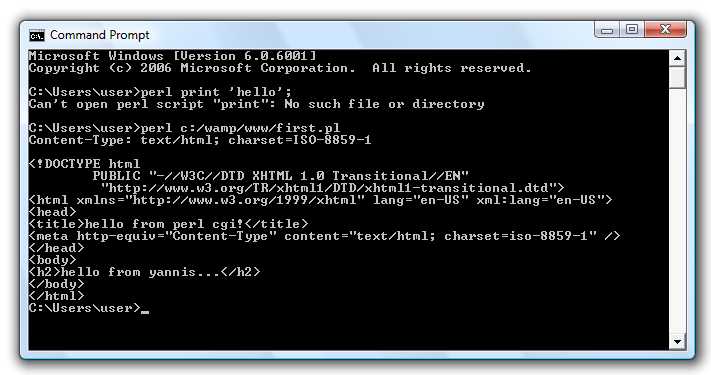 Command Prompt
Microsoft Windows [Version 6.0.6001]
Copyright (c) 2006 Microsoft Corporation.  All rights reserved.
C:\Users\user>perl print 'hello';
Can't open perl script "print": No such file or directory
C:\Users\user>perl c:/wamp/www/first.pl
Content-Type: text/html; charset=ISO-8859-1
<!DOCTYPE html
        PUBLIC "-//W3C//DTD XHTML 1.0 Transitional//EN"
         "http://www.w3.org/TR/xhtml1/DTD/xhtml1-transitional.dtd">
<html xmlns="http://www.w3.org/1999/xhtml" lang="en-US" xml:lang="en-US">
<head>
<title>hello from perl cgi!</title>
<meta http-equiv="Content-Type" content="text/html; charset=iso-8859-1" />
</head>
<body>
<h2>hello from yannis...</h2>
</body>
</html>
C:\Users\user>_